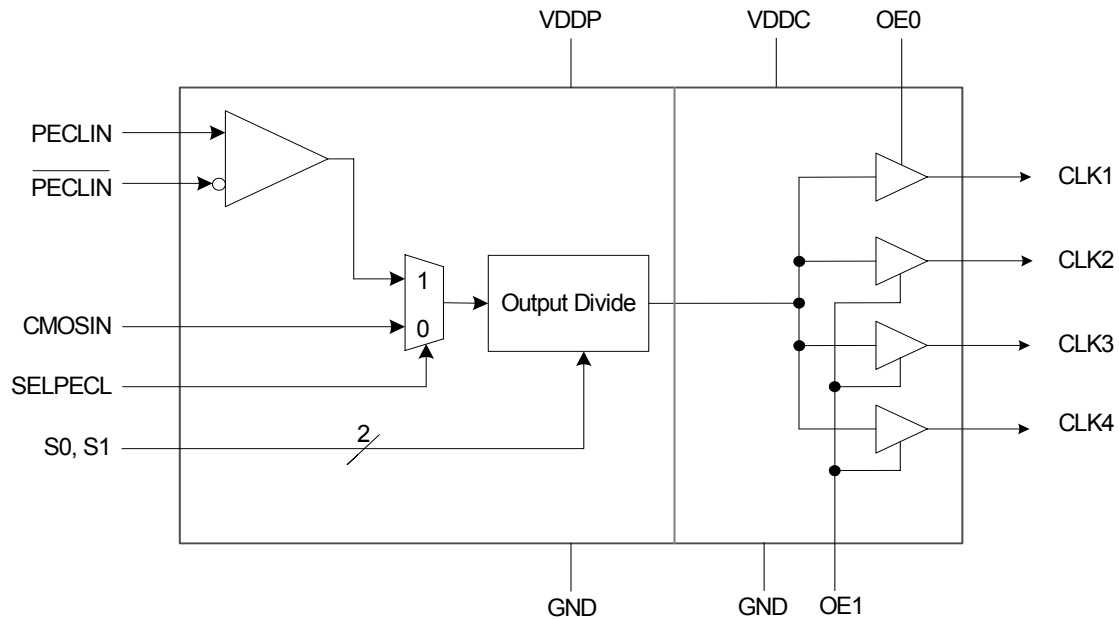 VDDP
VDDC
OE0
PECLIN
PECLIN
CMOSIN
SELPECL
S0, S1
2
1
0
Output Divide
CLK1
CLK2
CLK3
CLK4
GND
GND
OE1